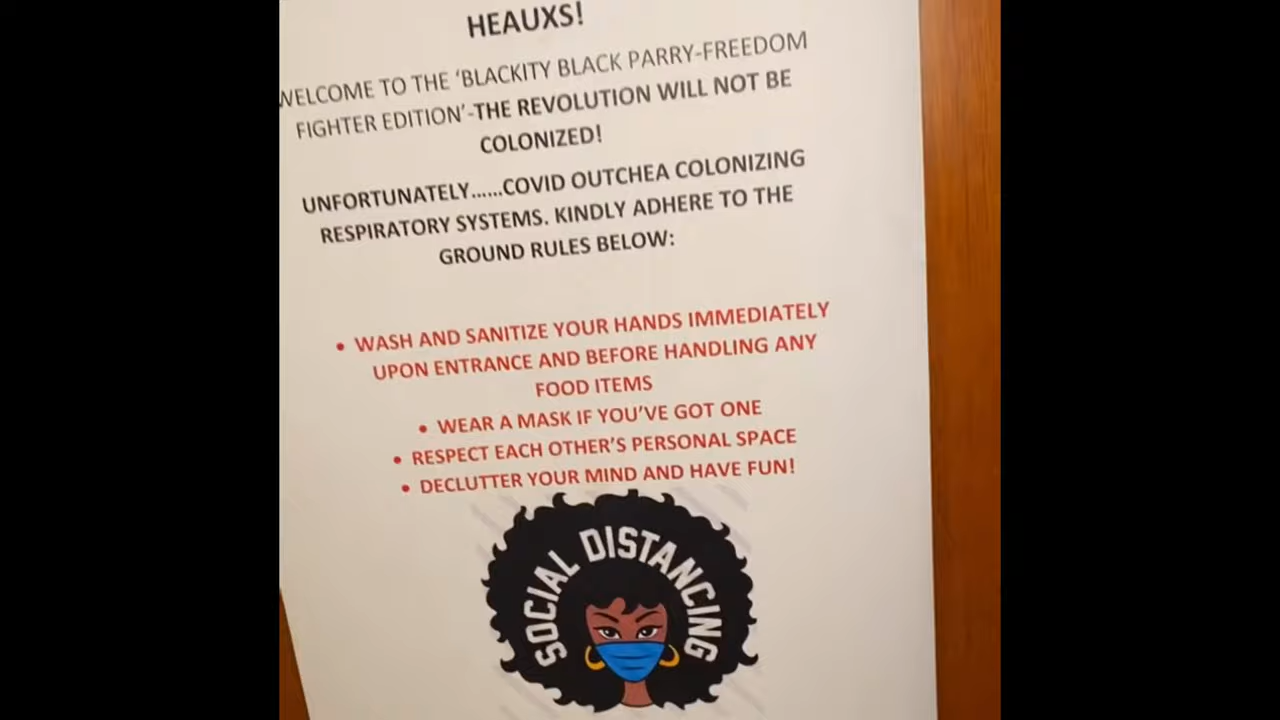 HEAUXS!
WELCOME TO THE 'BLACKITY BLACK PARRY-FREEDOM
FIGHTER EDITION'-THE REVOLUTION WILL NOT BE
COLONIZED!
UNFORTUNATELY......COVID OUTCHEA COLONIZING
RESPIRATORY SYSTEMS. KINDLY ADHERE TO THE
GROUND RULES BELOW:
• WASH AND SANITIZE YOUR HANDS IMMEDIATELY
UPON ENTRANCE AND BEFORE HANDLING ANY
FOOD ITEMS
• WEAR A MASK IF YOU'VE GOT ONE
• RESPECT EACH OTHER'S PERSONAL SPACE
• DECLUTTER YOUR MIND AND HAVE FUN!
SOCIAL DISTANCING